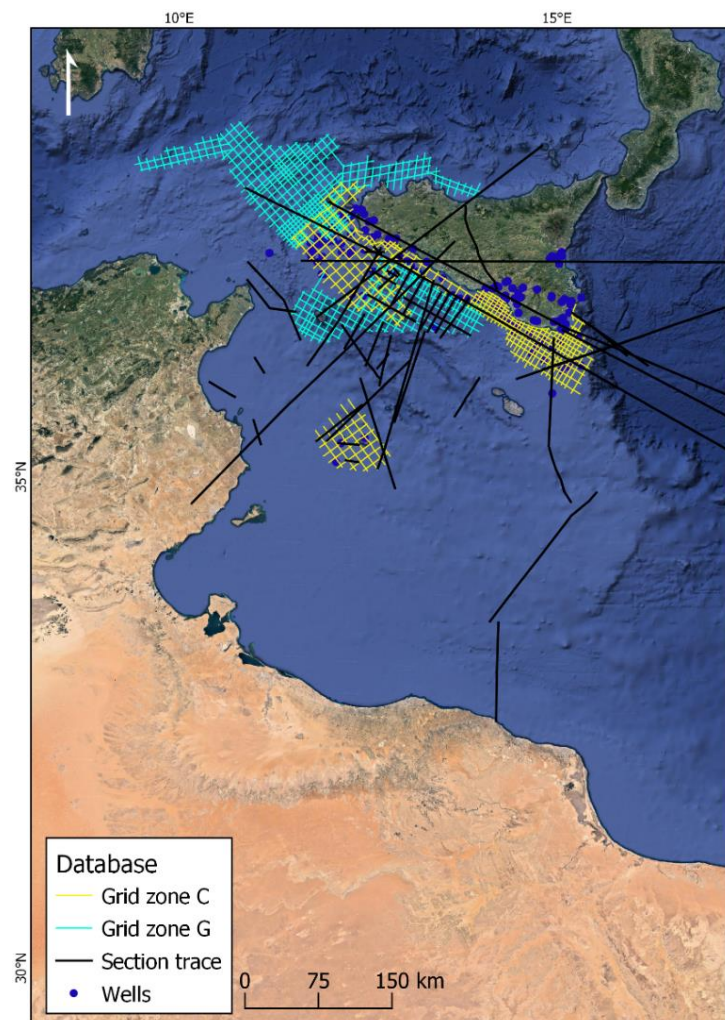 10°E
15°E
35°N
30°N
Database
Grid zone C
Grid zone G
Section trace
Wells
0 75 150 km